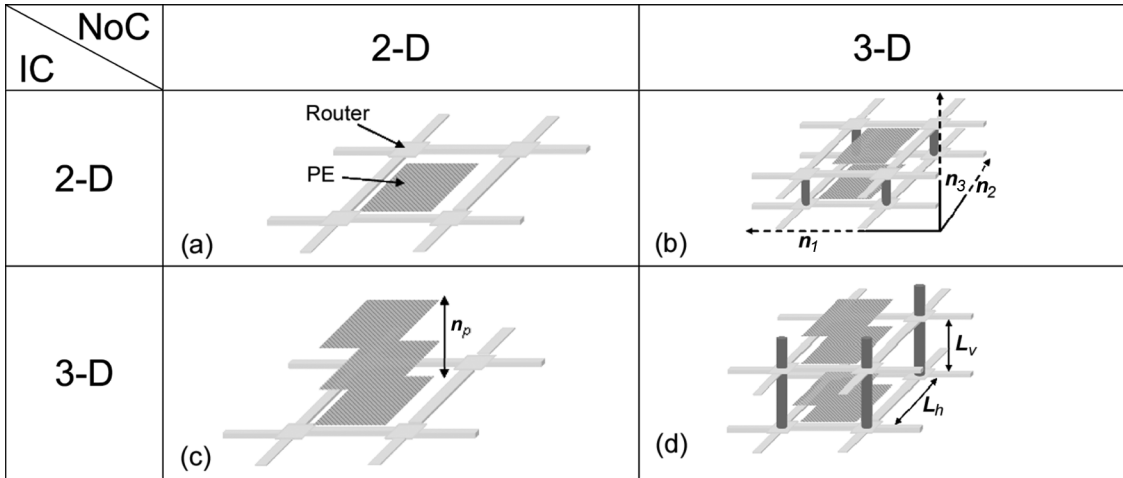 NoC
IC
2-D
3-D
2-D
Router
PE
(a)
n3
n2
n1
(b)
3-D
np
(c)
Lv
Lh
(d)